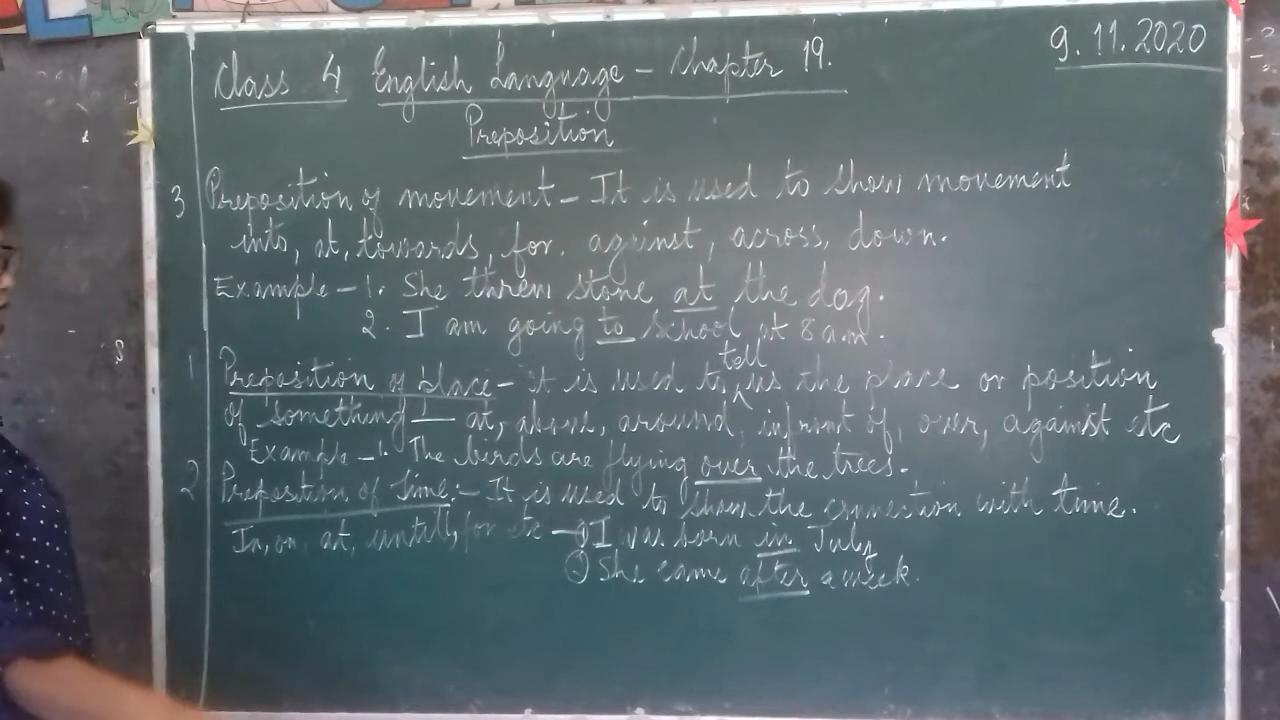 9.11.2020
Class 4 English Language - Chapter 19.
Preposition
3 Preposition of movement - It is used to show movement
into, at, towards, for, against, across, down.
Example - 1. She threw stone at the dog.
2. I am going to school at 8 a.m.
1 Preposition of place - it is used to tell us the place or position
of something - at, above, around, infront of, over, against etc
Example - 1. The birds are flying over the trees.
2 Preposition of time:- It is used to show the connection with time.
In, on, at, untill, for etc - ① I was born in July
② She came after a week.